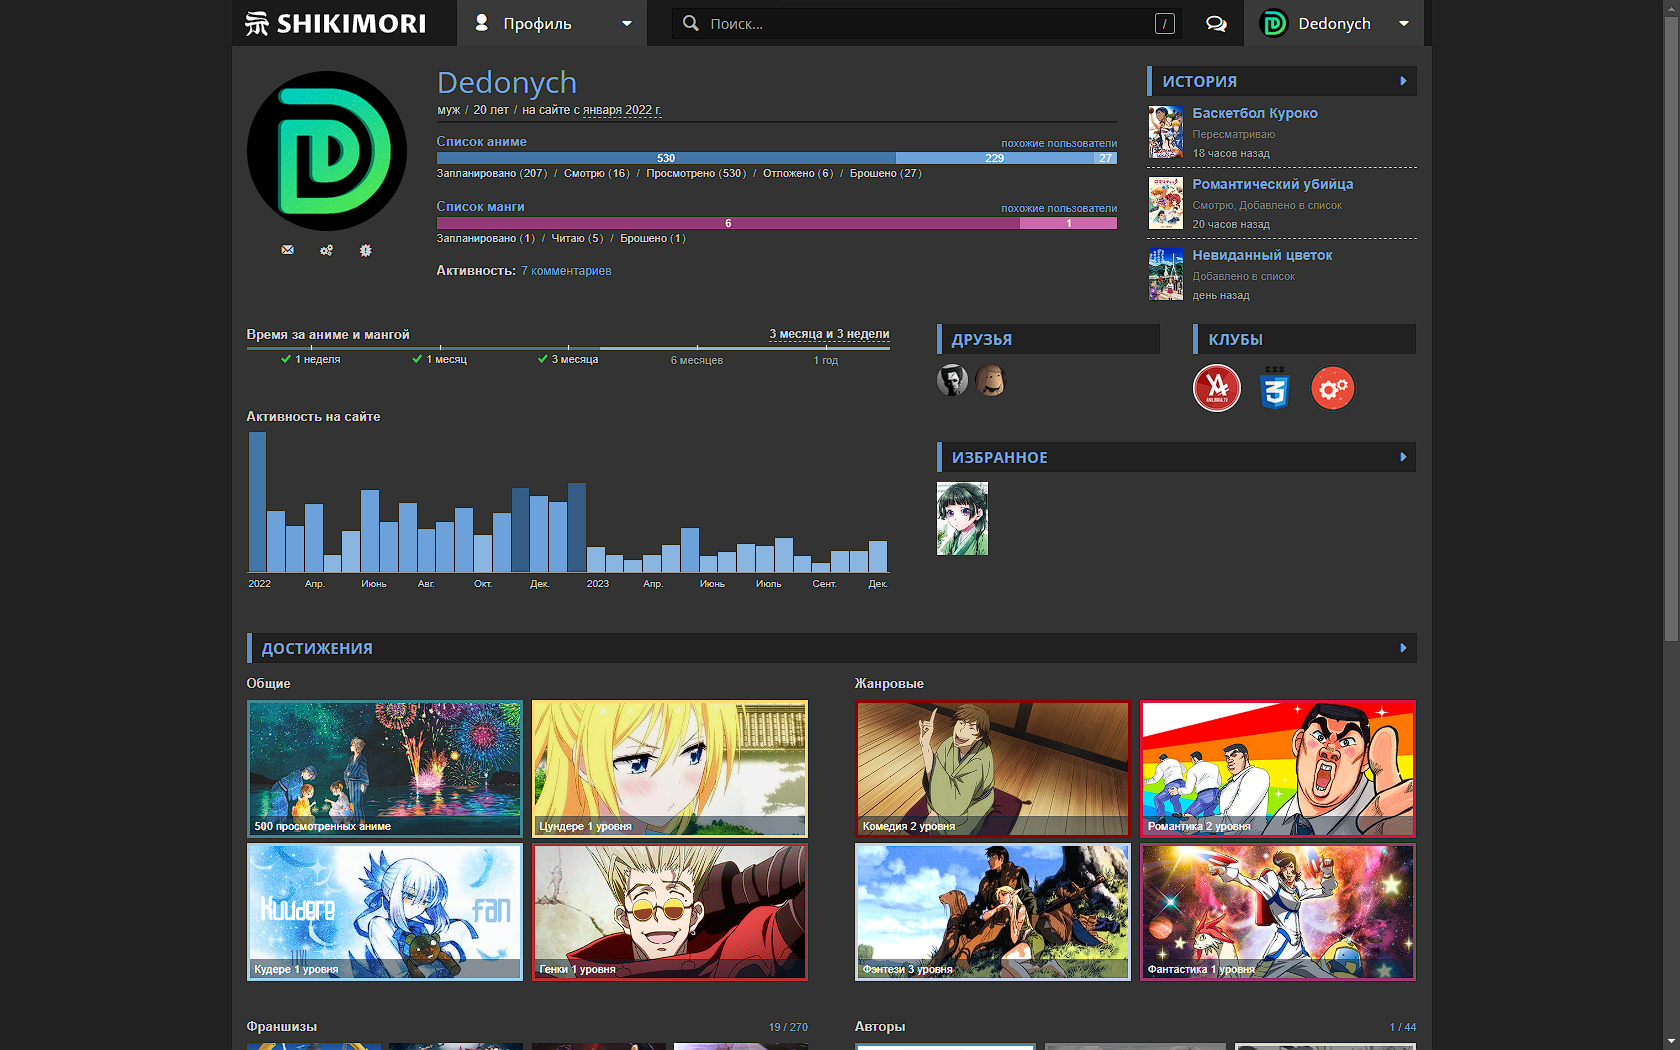 SHIKIMORI
Профиль
Поиск...
/
Dedonych
Dedonych
муж / 20 лет / на сайте с января 2022 г.
Список аниме
похожие пользователи
530 229 27
Запланировано (207) / Смотрю (16) / Просмотрено (530) / Отложено (6) / Брошено (27)
Список манги
похожие пользователи
6 1
Запланировано (1) / Читаю (5) / Брошено (1)
Активность: 7 комментариев
ИСТОРИЯ
Баскетбол Куроко
Пересматриваю
18 часов назад
Романтический убийца
Смотрю, Добавлено в список
20 часов назад
Невиданный цветок
Добавлено в список
день назад
Время за аниме и мангой
3 месяца и 3 недели
1 неделя
1 месяц
3 месяца
6 месяцев
1 год
ДРУЗЬЯ
КЛУБЫ
ANILIBRIA.TV
CSS
3
Активность на сайте
2022 Апр. Июнь Авг. Окт. Дек. 2023 Апр. Июнь Июль Сент. Дек.
ИЗБРАННОЕ
ДОСТИЖЕНИЯ
Общие
500 просмотренных аниме
Цундере 1 уровня
Kuudere fan
Кудере 1 уровня
Генки 1 уровня
Жанровые
Комедия 2 уровня
Романтика 2 уровня
Фэнтези 3 уровня
Фантастика 1 уровня
Франшизы
19 / 270
Авторы
1 / 44